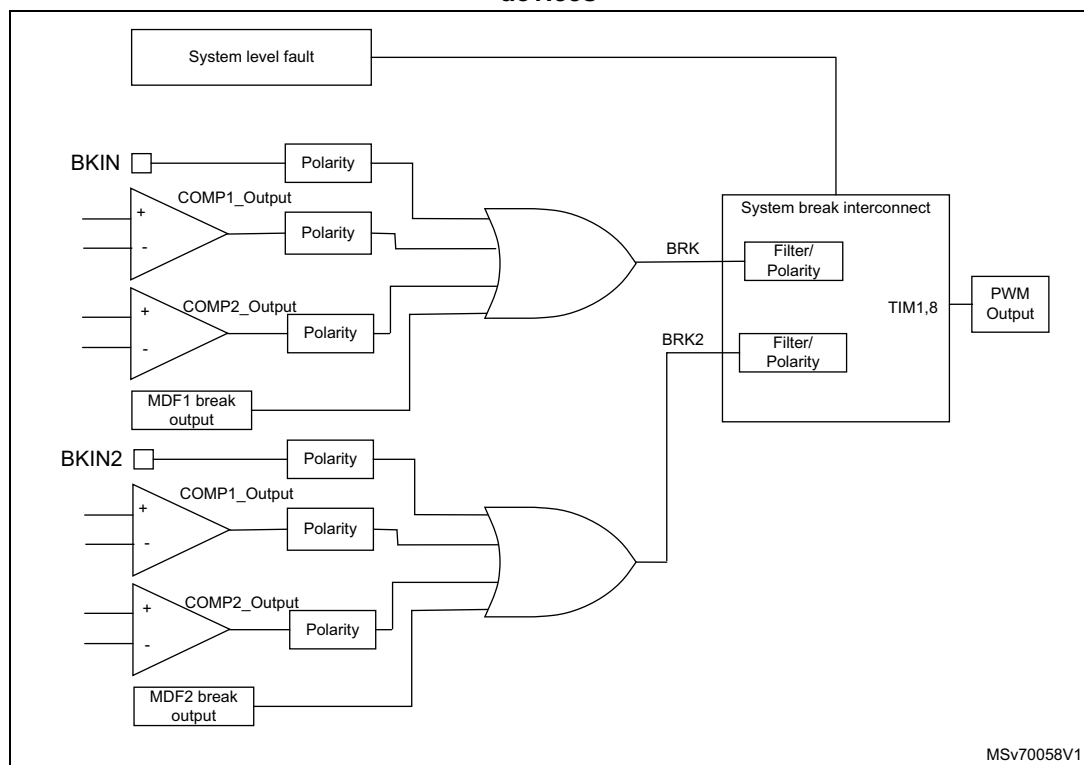 System level fault
BKIN
Polarity
COMP1_Output
+
-
Polarity
System break interconnect
BRK
Filter/
Polarity
COMP2_Output
+
-
Polarity
TIM1,8
PWM
Output
BRK2
Filter/
Polarity
MDF1 break
output
BKIN2
Polarity
COMP1_Output
+
-
Polarity
COMP2_Output
+
-
Polarity
MDF2 break
output
MSv70058V1